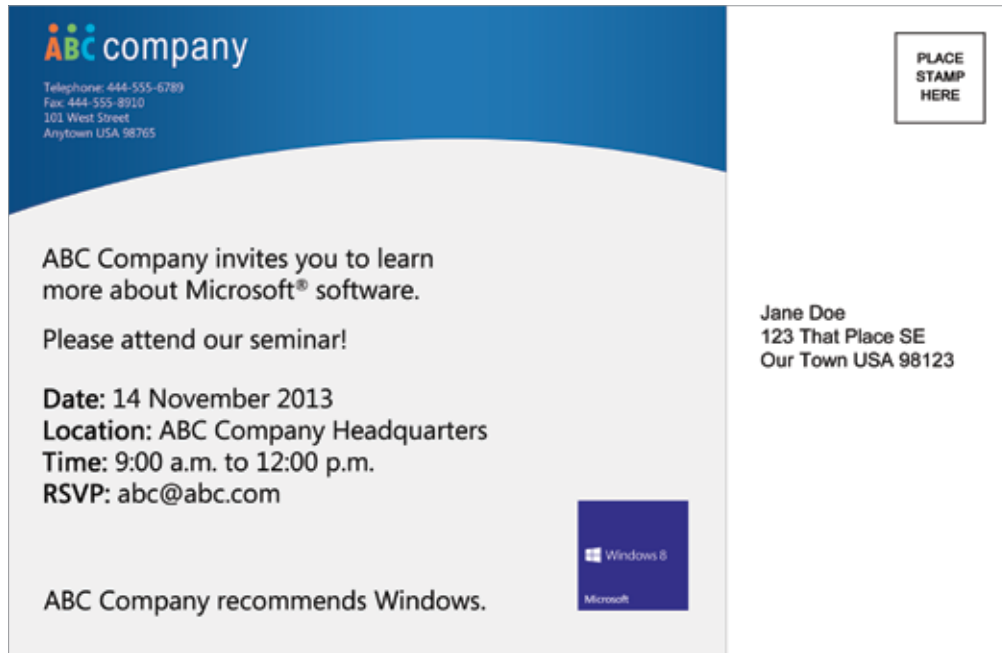 ABC company
Telephone: 444-555-6789
Fax: 444-555-8910
101 West Street
Anytown USA 98765
PLACE
STAMP
HERE
ABC Company invites you to learn
more about Microsoft® software.
Please attend our seminar!
Date: 14 November 2013
Location: ABC Company Headquarters
Time: 9:00 a.m. to 12:00 p.m.
RSVP: abc@abc.com
ABC Company recommends Windows.
Windows 8
Microsoft
Jane Doe
123 That Place SE
Our Town USA 98123